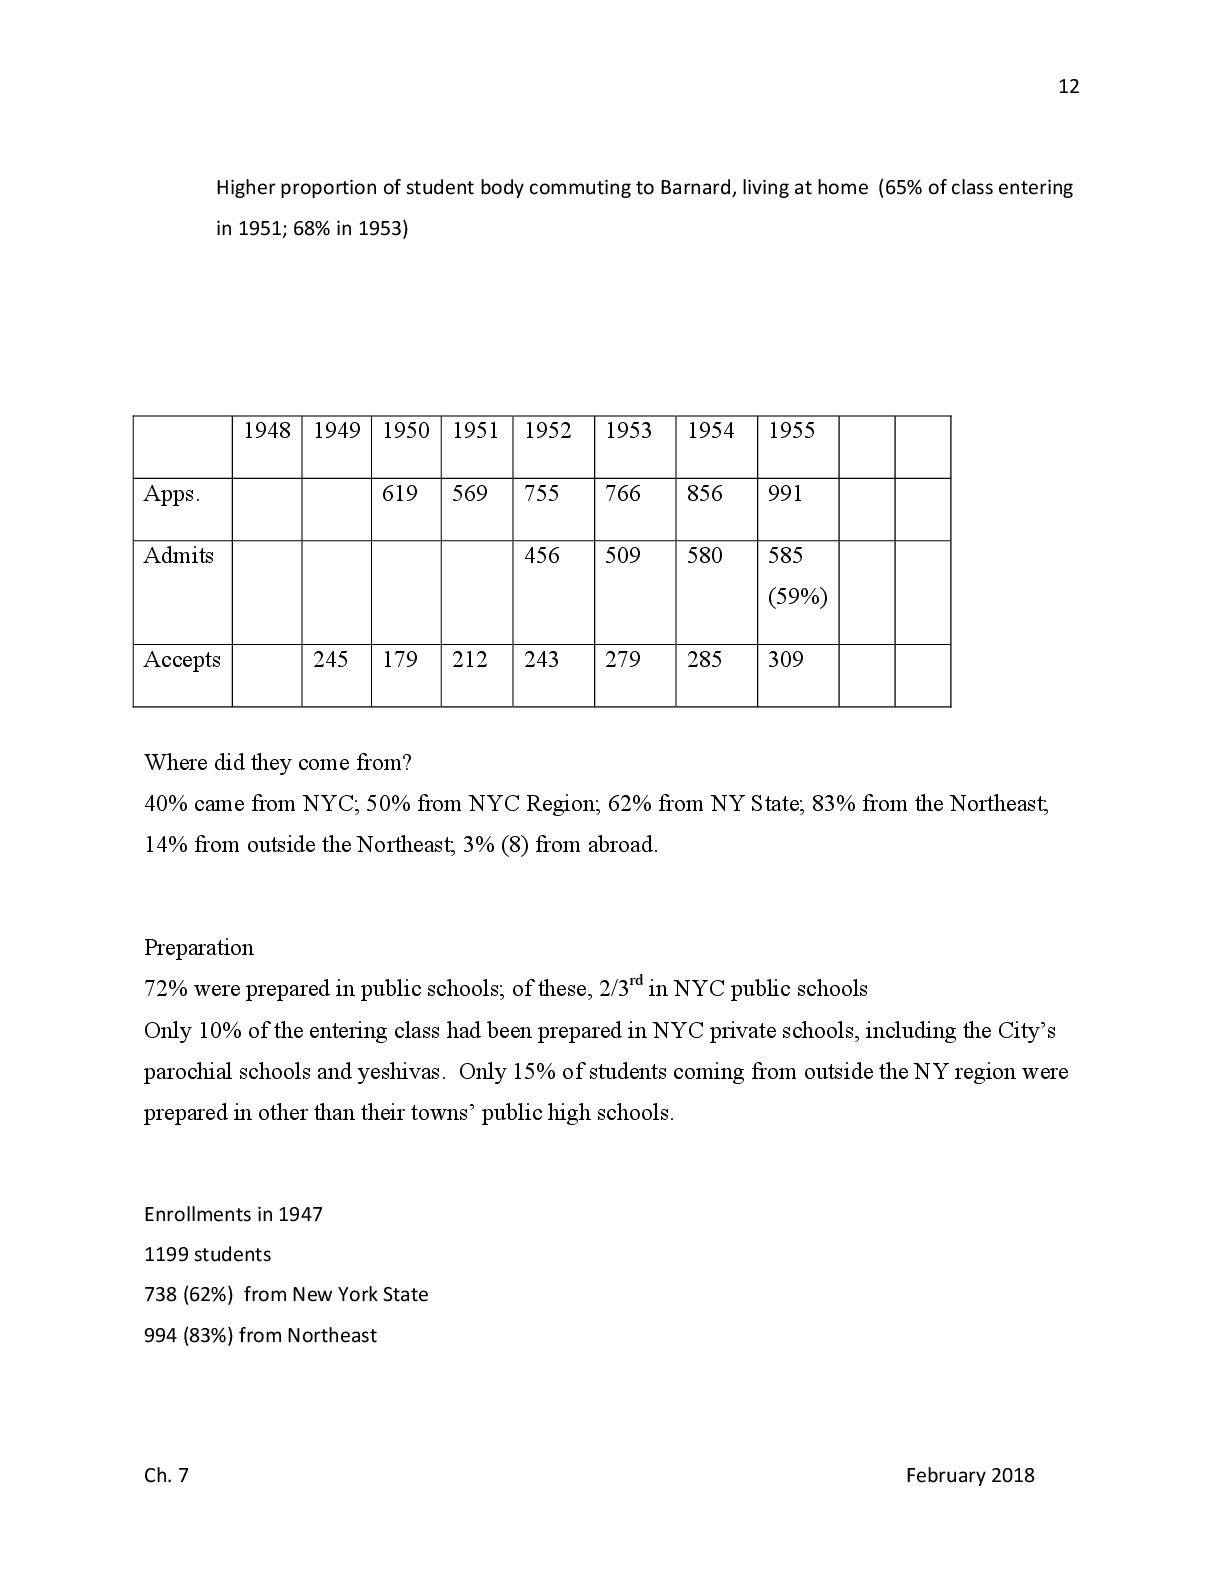 12
Higher proportion of student body commuting to Barnard, living at home  (65% of class entering
in 1951; 68% in 1953)
1948 1949 1950 1951 1952 1953 1954 1955
Apps. 619 569 755 766 856 991
Admits 456 509 580 585
(59%)
Accepts 245 179 212 243 279 285 309
Where did they come from?
40% came from NYC; 50% from NYC Region; 62% from NY State; 83% from the Northeast;
14% from outside the Northeast; 3% (8) from abroad.
Preparation
72% were prepared in public schools; of these, 2/3rd in NYC public schools
Only 10% of the entering class had been prepared in NYC private schools, including the City’s
parochial schools and yeshivas.  Only 15% of students coming from outside the NY region were
prepared in other than their towns’ public high schools.
Enrollments in 1947
1199 students
738 (62%)  from New York State
994 (83%) from Northeast
Ch. 7 February 2018